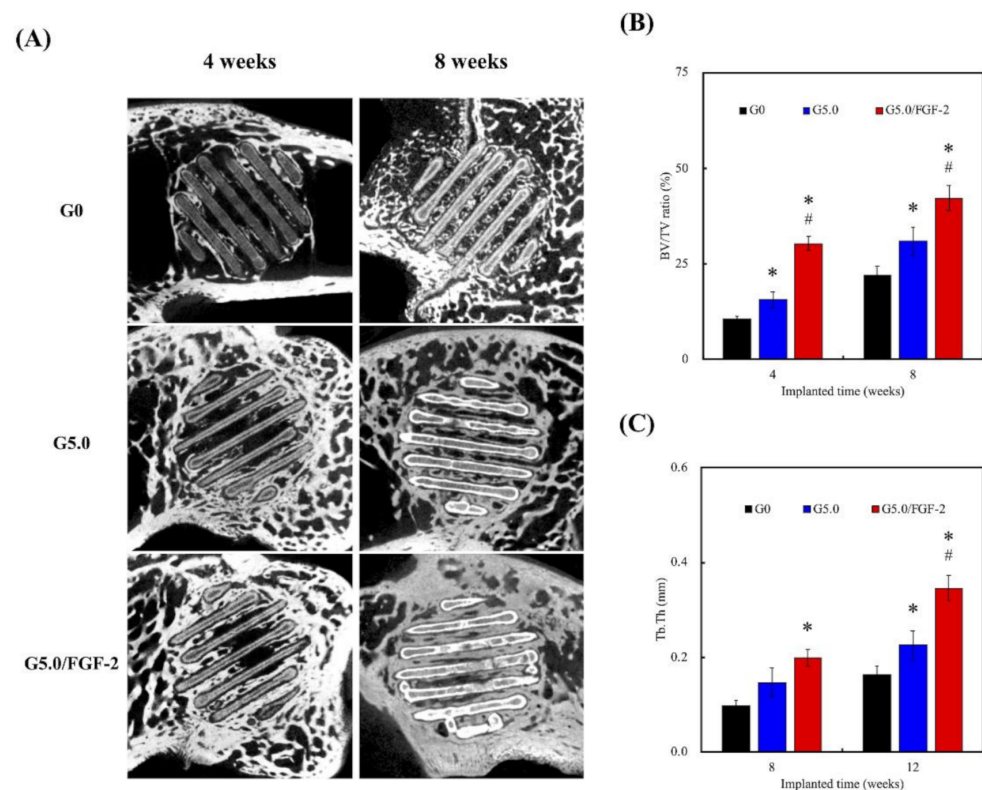 (A)
4 weeks
8 weeks
G0
G5.0
G5.0/FGF-2
(B)
75
50
25
0
BV/TV ratio (%)
G0 G5.0 G5.0/FGF-2
* * # * * #
4 8
Implanted time (weeks)
(C)
0.6
0.4
0.2
0.0
Tb.Th (mm)
G0 G5.0 G5.0/FGF-2
* * * #
8 12
Implanted time (weeks)